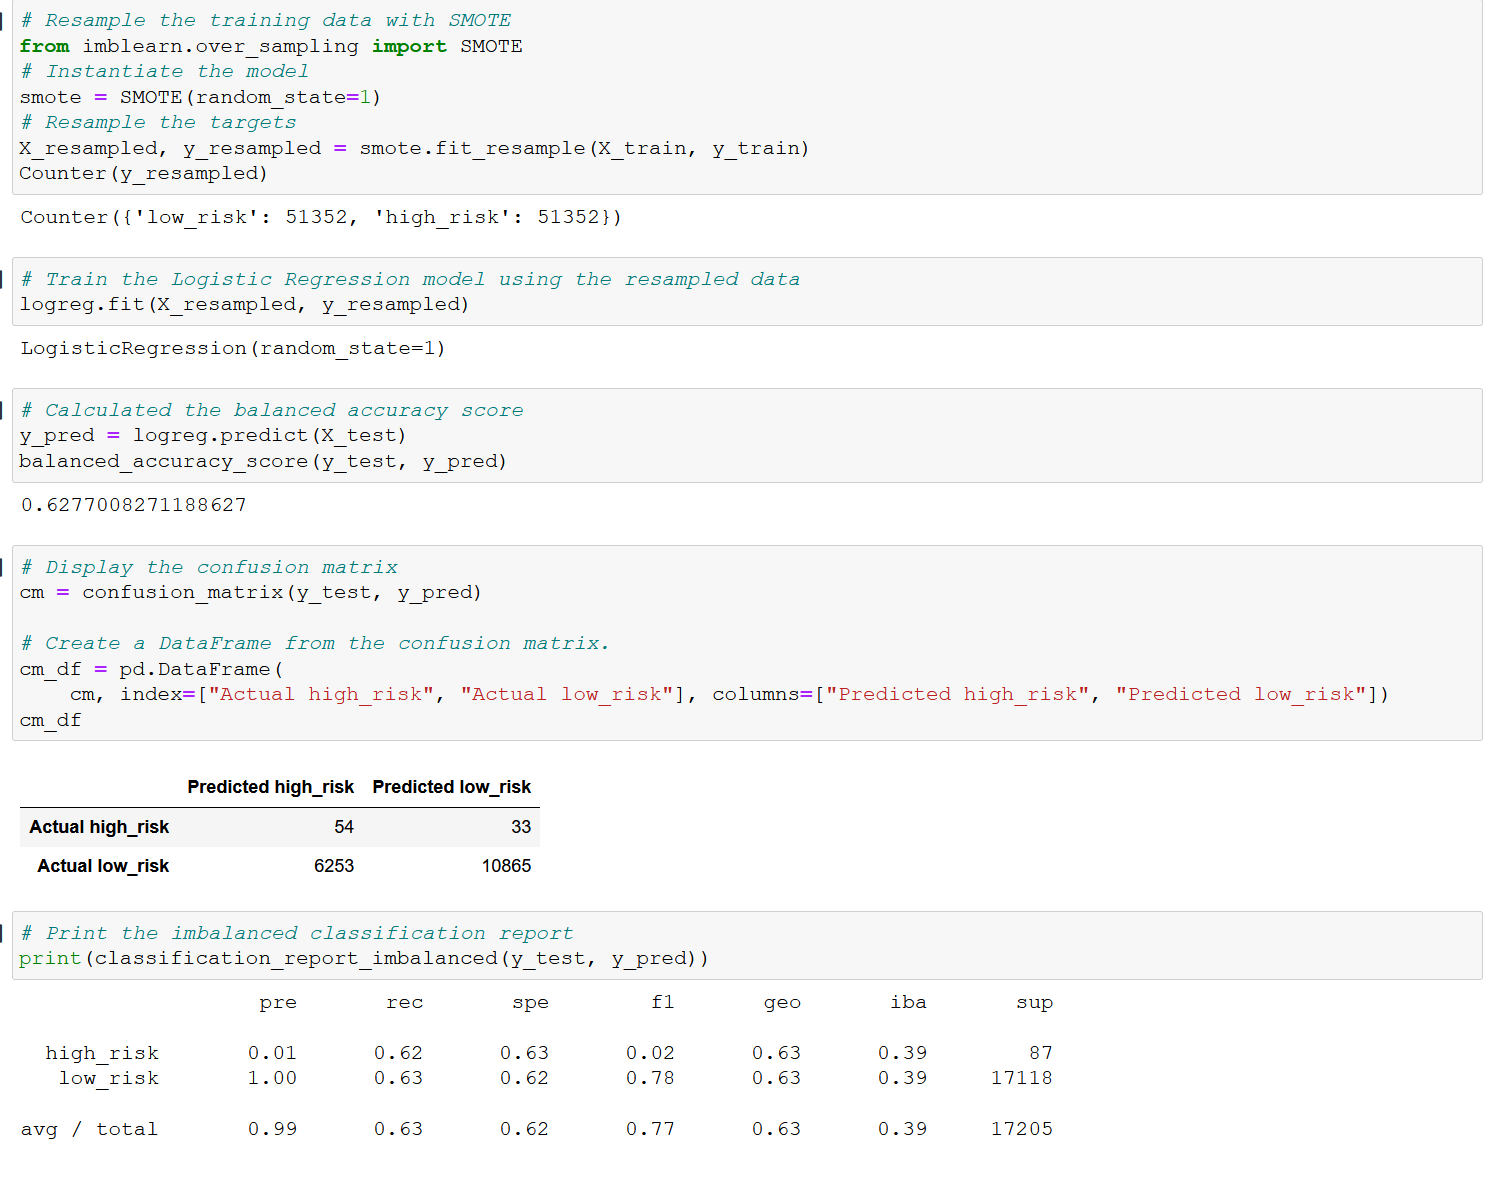 # Resample the training data with SMOTE
from imblearn.over_sampling import SMOTE
# Instantiate the model
smote = SMOTE(random_state=1)
# Resample the targets
X_resampled, y_resampled = smote.fit_resample(X_train, y_train)
Counter(y_resampled)
Counter({'low_risk': 51352, 'high_risk': 51352})
# Train the Logistic Regression model using the resampled data
logreg.fit(X_resampled, y_resampled)
LogisticRegression(random_state=1)
# Calculated the balanced accuracy score
y_pred = logreg.predict(X_test)
balanced_accuracy_score(y_test, y_pred)
0.6277008271188627
# Display the confusion matrix
cm = confusion_matrix(y_test, y_pred)
# Create a DataFrame from the confusion matrix.
cm_df = pd.DataFrame(
    cm, index=["Actual high_risk", "Actual low_risk"], columns=["Predicted high_risk", "Predicted low_risk"])
cm_df
Predicted high_risk Predicted low_risk
Actual high_risk 54 33
Actual low_risk 6253 10865
# Print the imbalanced classification report
print(classification_report_imbalanced(y_test, y_pred))
pre rec spe f1 geo iba sup
high_risk 0.01 0.62 0.63 0.02 0.63 0.39 87
low_risk 1.00 0.63 0.62 0.78 0.63 0.39 17118
avg / total 0.99 0.63 0.62 0.77 0.63 0.39 17205